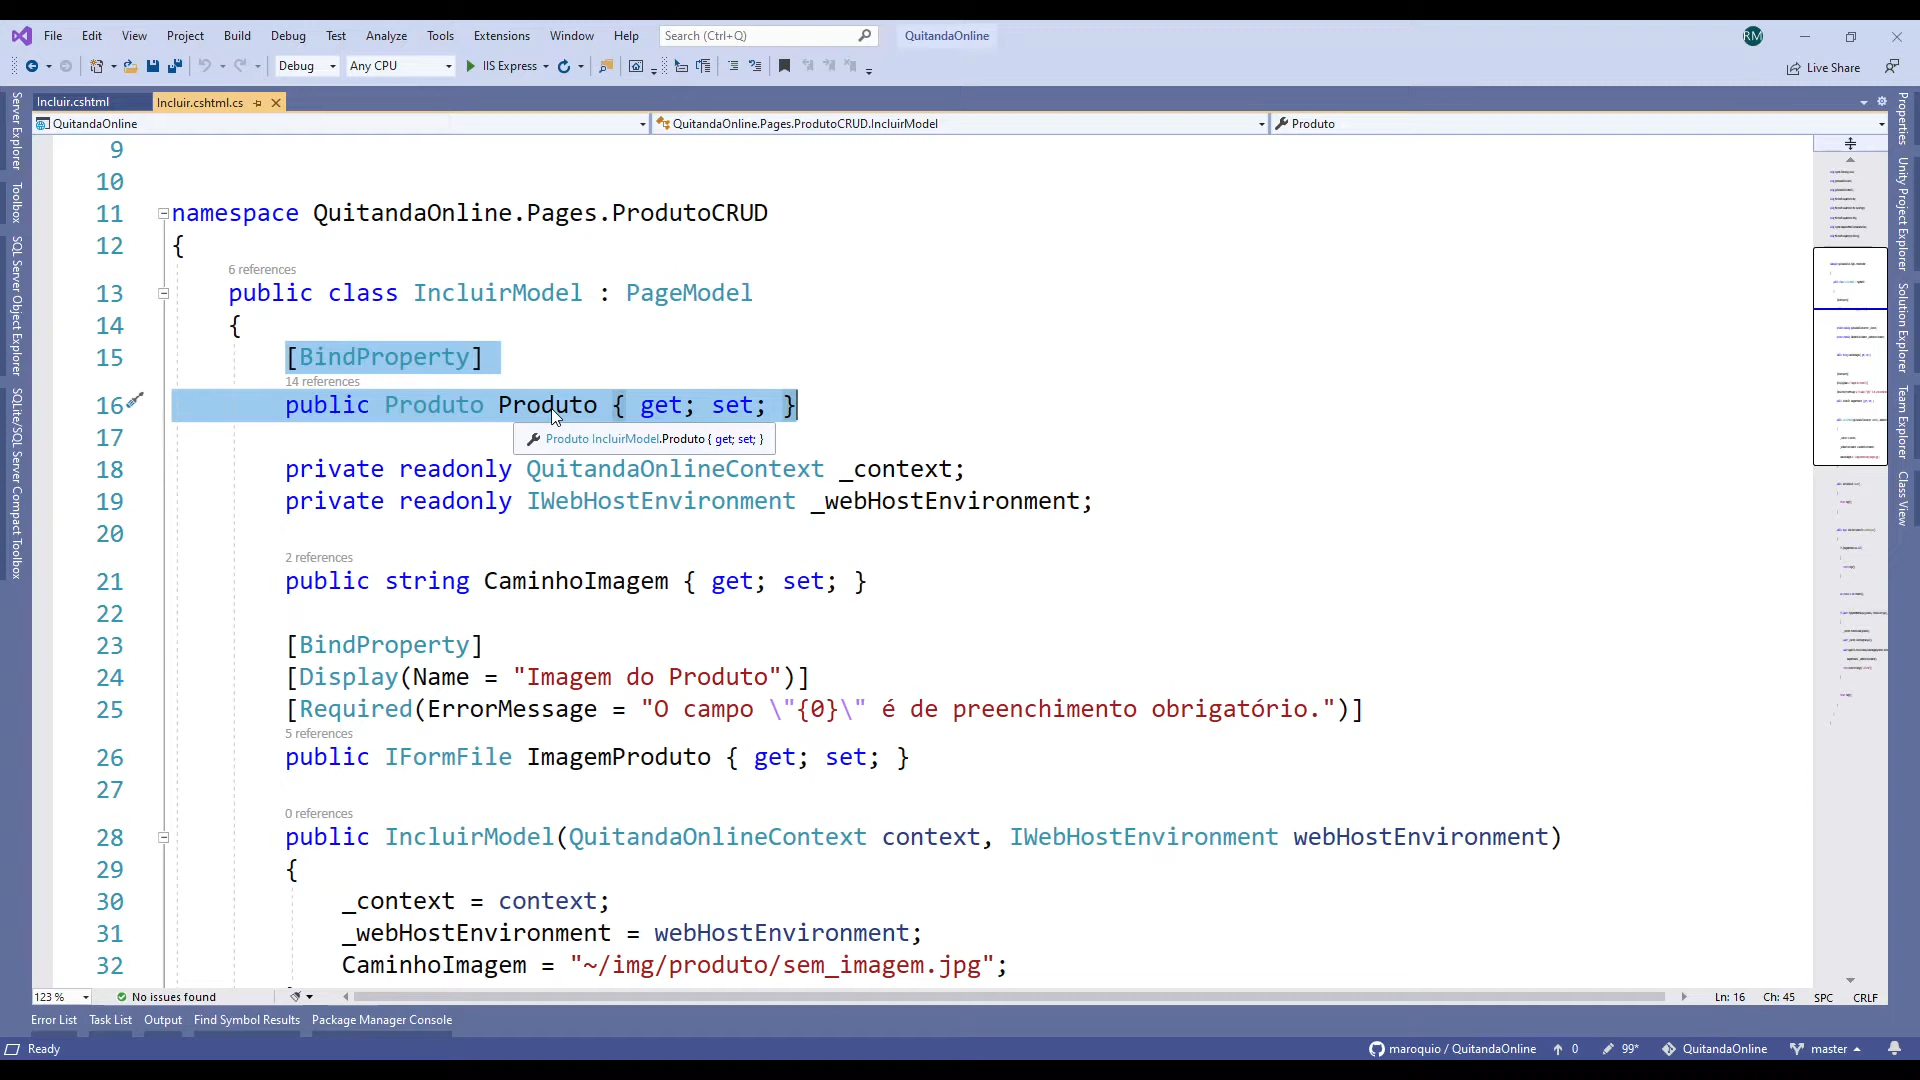 File Edit View Project Build Debug Test Analyze Tools Extensions Window Help Search (Ctrl+Q) QuitandaOnline RM
Debug Any CPU IIS Express Live Share
Incluir.cshtml Incluir.cshtml.cs
QuitandaOnline QuitandaOnline.Pages.ProdutoCRUD.IncluirModel Produto
Server Explorer
Toolbox
SQL Server Object Explorer
SQLite/SQL Server Compact Toolbox
9
10
11 namespace QuitandaOnline.Pages.ProdutoCRUD
12 {
6 references
13 public class IncluirModel : PageModel
14 {
15 [BindProperty]
14 references
16 public Produto Produto { get; set; }
Produto IncluirModel.Produto { get; set; }
17
18 private readonly QuitandaOnlineContext _context;
19 private readonly IWebHostEnvironment _webHostEnvironment;
20
2 references
21 public string CaminhoImagem { get; set; }
22
23 [BindProperty]
24 [Display(Name = "Imagem do Produto")]
25 [Required(ErrorMessage = "O campo \"{0}\" é de preenchimento obrigatório.")]
5 references
26 public IFormFile ImagemProduto { get; set; }
27
0 references
28 public IncluirModel(QuitandaOnlineContext context, IWebHostEnvironment webHostEnvironment)
29 {
30 _context = context;
31 _webHostEnvironment = webHostEnvironment;
32 CaminhoImagem = "~/img/produto/sem_imagem.jpg";
Properties
Unity Project Explorer
Solution Explorer
Team Explorer
Class View
123 % No issues found Ln: 16 Ch: 45 SPC CRLF
Error List Task List Output Find Symbol Results Package Manager Console
Ready maroquio / QuitandaOnline 0 99* QuitandaOnline master